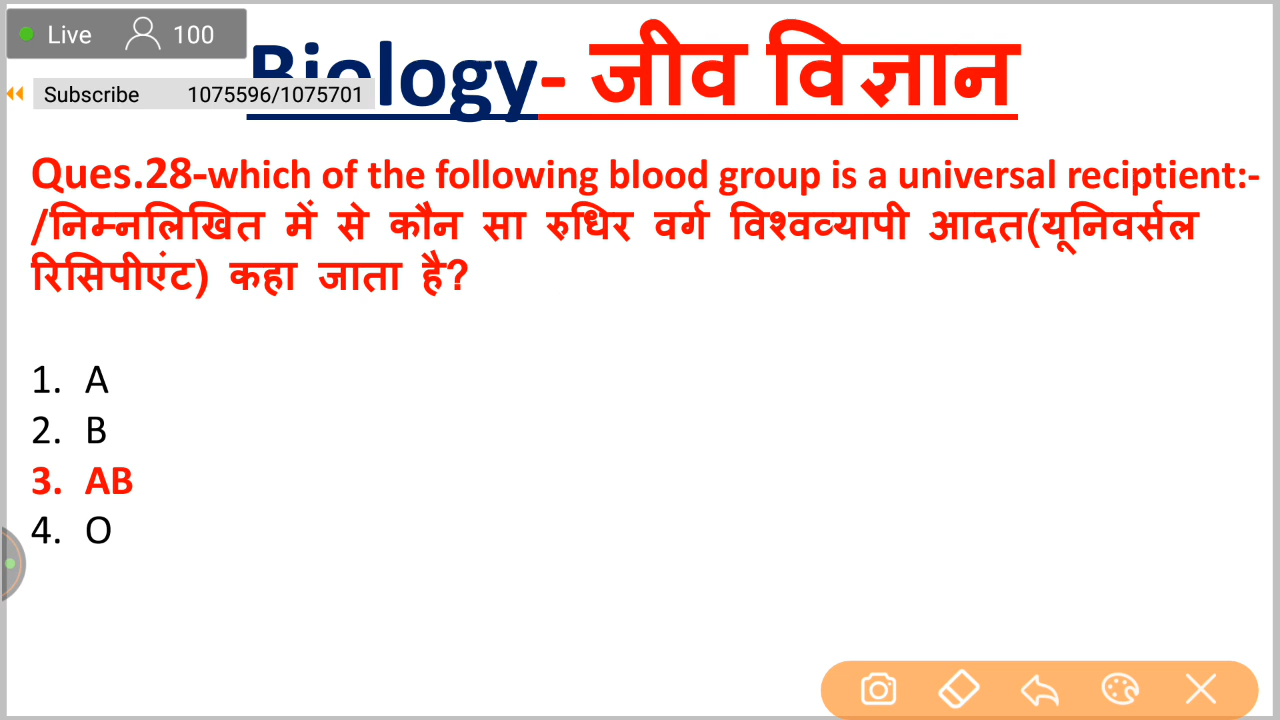 Live 100
Biology- जीव विज्ञान
Subscribe 1075596/1075701
Ques.28-which of the following blood group is a universal reciptient:-
/निम्नलिखित में से कौन सा रुधिर वर्ग विश्वव्यापी आदत(यूनिवर्सल
रिसिपीएंट) कहा जाता है?
1. A
2. B
3. AB
4. O